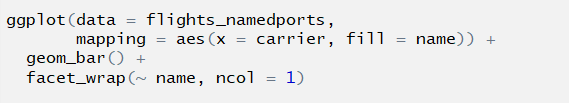 ggplot(data = flights_namedports,
       mapping = aes(x = carrier, fill = name)) +
  geom_bar() +
  facet_wrap(~ name, ncol = 1)